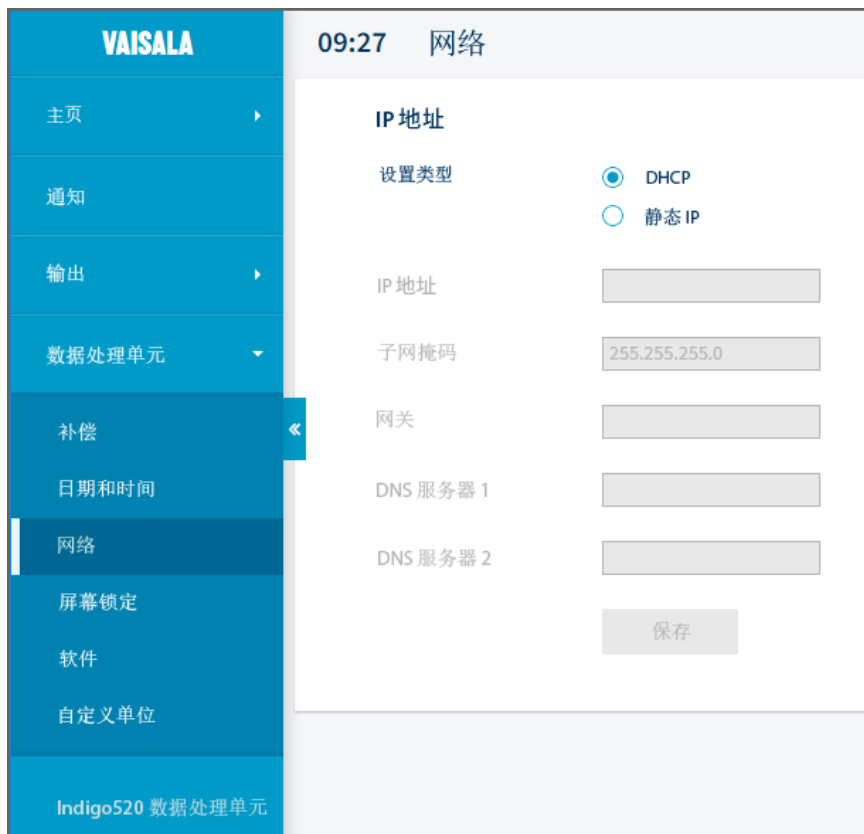 VAISALA
09:27 网络
主页
通知
输出
数据处理单元
补偿
日期和时间
网络
屏幕锁定
软件
自定义单位
Indigo520 数据处理单元
IP 地址
设置类型
DHCP
静态 IP
IP 地址
子网掩码 255.255.255.0
网关
DNS 服务器 1
DNS 服务器 2
保存